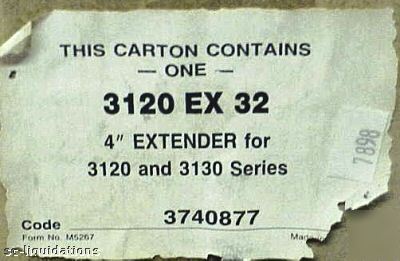 THIS CARTON CONTAINS
— ONE —
3120 EX 32
4" EXTENDER for
3120 and 3130 Series
7898
Code 3740877
Form No. M5267
sc-liquidations